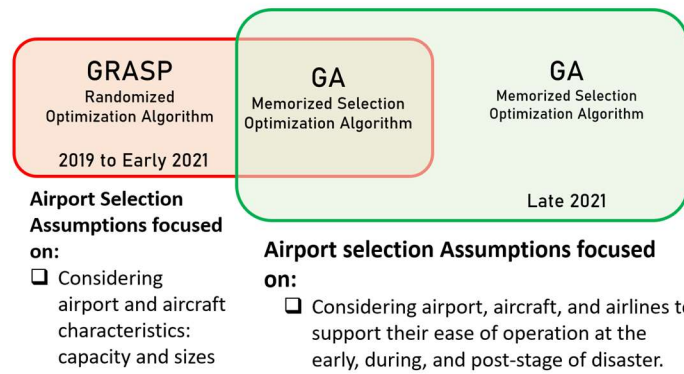 GRASP
Randomized
Optimization Algorithm
2019 to Early 2021
GA
Memorized Selection
Optimization Algorithm
GA
Memorized Selection
Optimization Algorithm
Late 2021
Airport Selection
Assumptions focused
on:
Considering
airport and aircraft
characteristics:
capacity and sizes
Airport selection Assumptions focused
on:
Considering airport, aircraft, and airlines to
support their ease of operation at the
early, during, and post-stage of disaster.